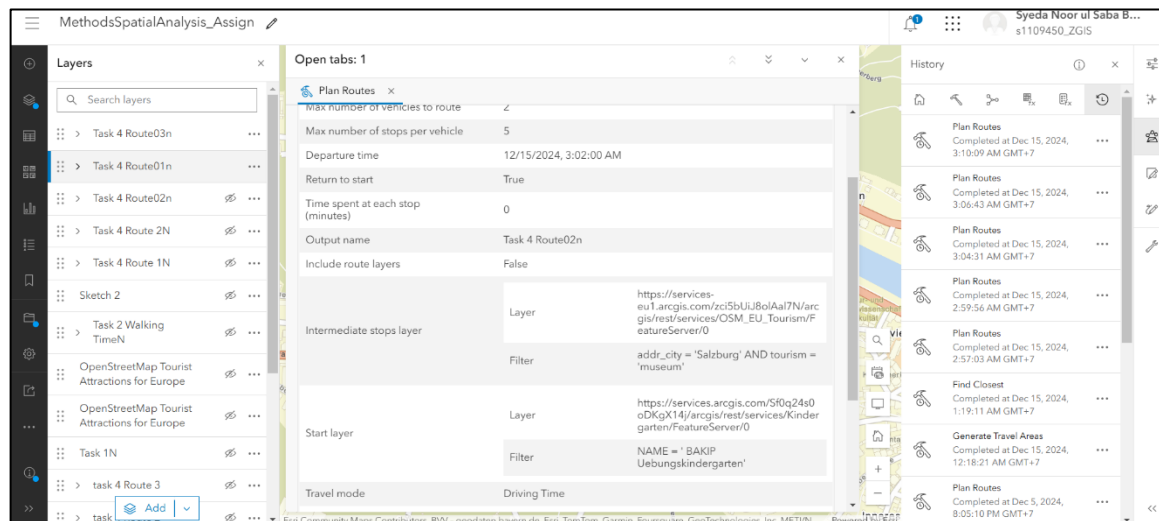 MethodsSpatialAnalysis_Assign
1
Syeda Noor ul Saba B...
s1109450_ZGIS
Layers
Search layers
Task 4 Route03n
Task 4 Route01n
Task 4 Route02n
Task 4 Route 2N
Task 4 Route 1N
Sketch 2
Task 2 Walking
TimeN
OpenStreetMap Tourist
Attractions for Europe
OpenStreetMap Tourist
Attractions for Europe
Task 1N
task 4 Route 3
task
Add
Open tabs: 1
Plan Routes
Max number of vehicles to route 2
Max number of stops per vehicle 5
Departure time 12/15/2024, 3:02:00 AM
Return to start True
Time spent at each stop
(minutes) 0
Output name Task 4 Route02n
Include route layers False
Intermediate stops layer
Layer
https://services-
eu1.arcgis.com/zci5bUiJ8olAal7N/arc
gis/rest/services/OSM_EU_Tourism/F
eatureServer/0
Filter
addr_city = 'Salzburg' AND tourism =
'museum'
Start layer
Layer
https://services.arcgis.com/Sf0q24s0
oDKgX14j/arcgis/rest/services/Kinder
garten/FeatureServer/0
Filter
NAME = ' BAKIP
Uebungskindergarten'
Travel mode Driving Time
History
Plan Routes
Completed at Dec 15, 2024,
3:10:09 AM GMT+7
Plan Routes
Completed at Dec 15, 2024,
3:06:43 AM GMT+7
Plan Routes
Completed at Dec 15, 2024,
3:04:31 AM GMT+7
Plan Routes
Completed at Dec 15, 2024,
2:59:56 AM GMT+7
Plan Routes
Completed at Dec 15, 2024,
2:57:03 AM GMT+7
Find Closest
Completed at Dec 15, 2024,
1:19:11 AM GMT+7
Generate Travel Areas
Completed at Dec 15, 2024,
12:18:21 AM GMT+7
Plan Routes
Completed at Dec 5, 2024,
8:05:10 PM GMT+7